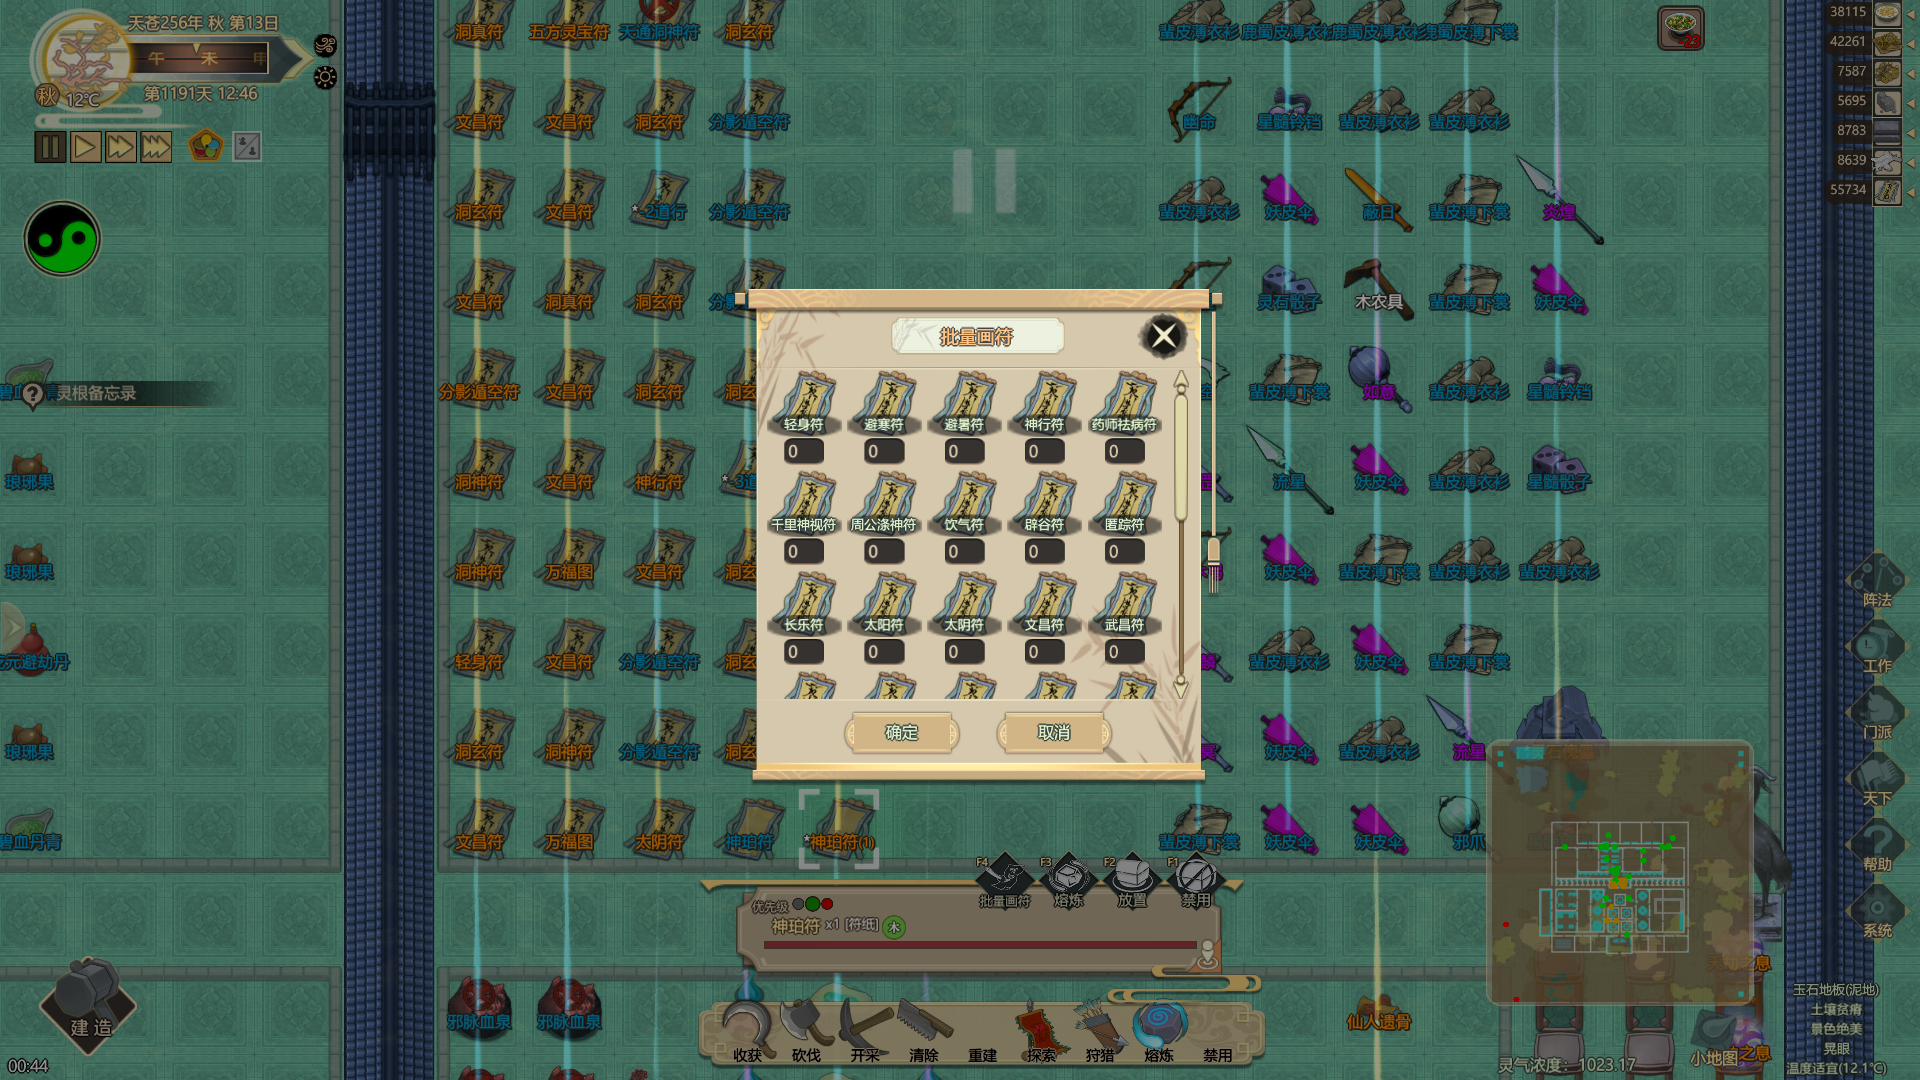 天苍256年 秋 第13日
午 未 申
秋 12℃
第1191天 12:46
灵根备忘录
琅琊果
琅琊果
元避劫丹
琅琊果
碧血丹青
建造
00:44
洞真符 五方灵宝符 天通洞神符 洞玄符
文昌符 文昌符 洞玄符 分影遁空符
洞玄符 文昌符 *-2道行 分影遁空符
文昌符 洞真符 洞玄符
分影遁空符 文昌符 洞玄符
洞神符 文昌符 神行符
洞神符 万福图 文昌符
轻身符 文昌符 分影遁空符
洞玄符 洞神符 分影遁空符
文昌符 万福图 太阴符 神珀符 *神珀符(1)
邪脉血泉 邪脉血泉
蜚皮薄衣衫 鹿蜀皮薄衣衫 鹿蜀皮薄衣衫 鹿蜀皮薄下裳
幽命 星髓铃铛 蜚皮薄衣衫 蜚皮薄衣衫
蜚皮薄衣衫 妖皮伞 蔽日 蜚皮薄下裳 炎煌
灵石骰子 木农具 蜚皮薄下裳 妖皮伞
蜚皮薄下裳 如意 蜚皮薄衣衫 星髓铃铛
流星 妖皮伞 蜚皮薄衣衫 星髓骰子
妖皮伞 蜚皮薄下裳 蜚皮薄衣衫 蜚皮薄衣衫
蜚皮薄衣衫 妖皮伞 蜚皮薄下裳
妖皮伞 蜚皮薄衣衫 流星
蜚皮薄下裳 妖皮伞 妖皮伞 邪爪
仙人遗骨
批量画符
轻身符 避寒符 避暑符 神行符 药师祛病符
0 0 0 0 0
千里神视符 周公涤神符 饮气符 辟谷符 匿踪符
0 0 0 0 0
长乐符 太阳符 太阴符 文昌符 武昌符
0 0 0 0 0
确定 取消
F4 F3 F2 F1
批量画符 熔炼 放置 禁用
优先级
神珀符 x1 [符纸] 木
收获 砍伐 开采 清除 重建 探索 狩猎 熔炼 禁用
-23
38115
42261
7587
5695
8783
8639
55734
阵法
工作
门派
天下
帮助
系统
玉石地板(泥地)
土壤贫瘠
景色绝美
晃眼
温度适宜(12.1℃)
灵气浓度：1023.17
小地图